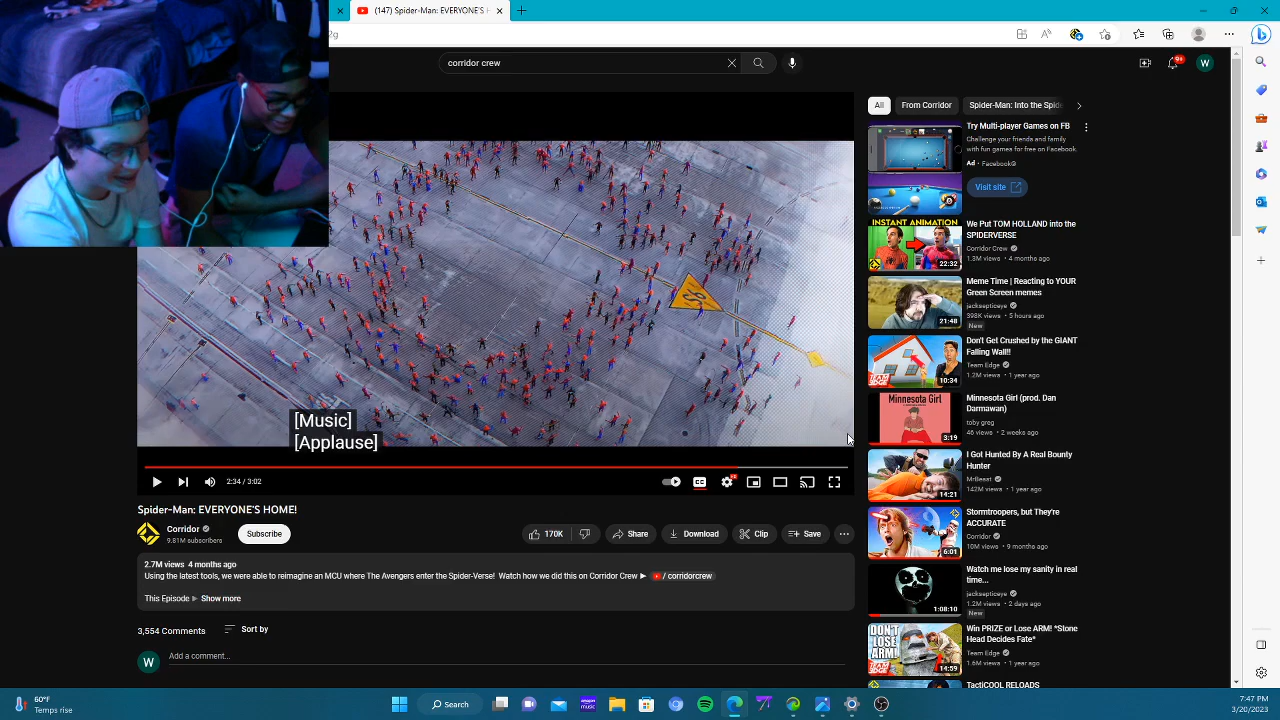 (147) Spider-Man: EVERYONE'S H
2g
corridor crew
W
All
From Corridor
Spider-Man: Into the Spide
Try Multi-player Games on FB
Challenge your friends and family
with fun games for free on Facebook.
Ad • Facebook
Visit site
INSTANT ANIMATION
22:32
We Put TOM HOLLAND into the
SPIDERVERSE
Corridor Crew
1.3M views • 4 months ago
21:48
Meme Time | Reacting to YOUR
Green Screen memes
jacksepticeye
398K views • 5 hours ago
New
TEAM EDGE
10:34
Don't Get Crushed by the GIANT
Falling Wall!!
Team Edge
1.2M views • 1 year ago
Minnesota Girl
3:19
Minnesota Girl (prod. Dan
Darmawan)
toby greg
46 views • 2 weeks ago
14:21
I Got Hunted By A Real Bounty
Hunter
MrBeast
142M views • 1 year ago
6:01
Stormtroopers, but They're
ACCURATE
Corridor
10M views • 9 months ago
1:08:10
Watch me lose my sanity in real
time...
jacksepticeye
1.2M views • 2 days ago
New
DON'T
LOSE
ARM!
TEAM EDGE
14:59
Win PRIZE or Lose ARM! *Stone
Head Decides Fate*
Team Edge
1.6M views • 1 year ago
TactiCOOL RELOADS
[Music]
[Applause]
2:34 / 3:02
CC
Spider-Man: EVERYONE'S HOME!
Corridor
9.81M subscribers
Subscribe
170K
Share
Download
Clip
Save
2.7M views 4 months ago
Using the latest tools, we were able to reimagine an MCU where The Avengers enter the Spider-Verse! Watch how we did this on Corridor Crew ► / corridorcrew
This Episode ► Show more
3,554 Comments
Sort by
W
Add a comment...
60°F
Temps rise
Search
7:47 PM
3/20/2023